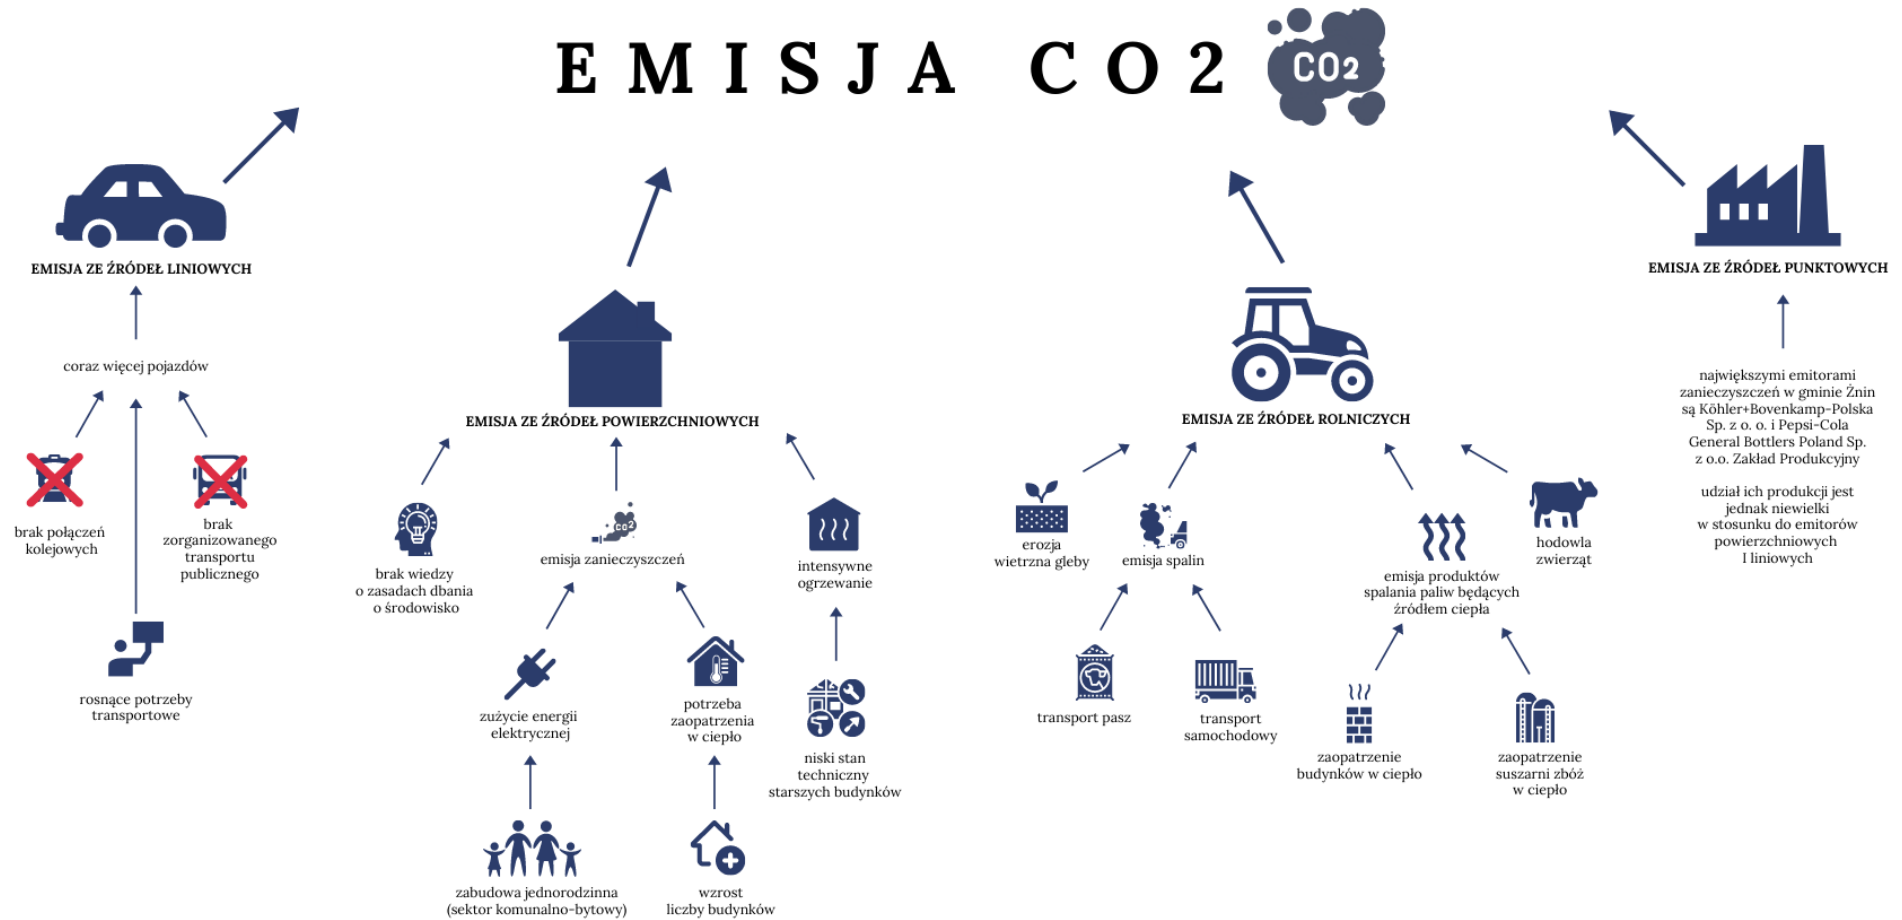 EMISJA CO2
CO2
EMISJA ZE ŹRÓDEŁ LINIOWYCH
coraz więcej pojazdów
brak połączeń
kolejowych
brak
zorganizowanego
transportu
publicznego
rosnące potrzeby
transportowe
EMISJA ZE ŹRÓDEŁ POWIERZCHNIOWYCH
brak wiedzy
o zasadach dbania
o środowisko
CO2
emisja zanieczyszczeń
intensywne
ogrzewanie
zużycie energii
elektrycznej
potrzeba
zaopatrzenia
w ciepło
niski stan
techniczny
starszych budynków
zabudowa jednorodzinna
(sektor komunalno-bytowy)
wzrost
liczby budynków
EMISJA ZE ŹRÓDEŁ ROLNICZYCH
erozja
wietrzna gleby
emisja spalin
emisja produktów
spalania paliw będących
źródłem ciepła
hodowla
zwierząt
transport pasz
transport
samochodowy
zaopatrzenie
budynków w ciepło
zaopatrzenie
suszarni zbóż
w ciepło
EMISJA ZE ŹRÓDEŁ PUNKTOWYCH
największymi emitorami
zanieczyszczeń w gminie Żnin
są Köhler+Bovenkamp-Polska
Sp. z o. o. i Pepsi-Cola
General Bottlers Poland Sp.
z o.o. Zakład Produkcyjny
udział ich produkcji jest
jednak niewielki
w stosunku do emitorów
powierzchniowych
I liniowych